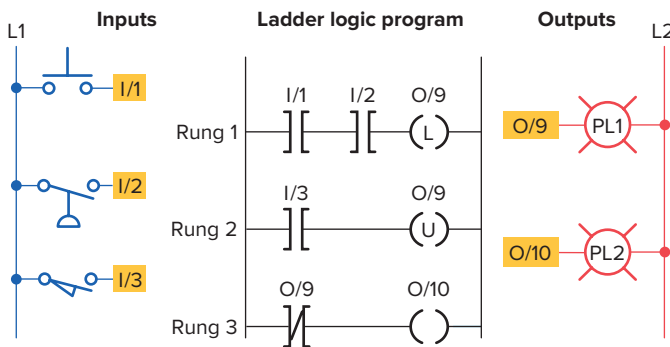 Inputs
Ladder logic program
Outputs
L1
L2
I/1
I/2
I/3
Rung 1
I/1
I/2
O/9
L
Rung 2
I/3
O/9
U
Rung 3
O/9
O/10
O/9
PL1
O/10
PL2